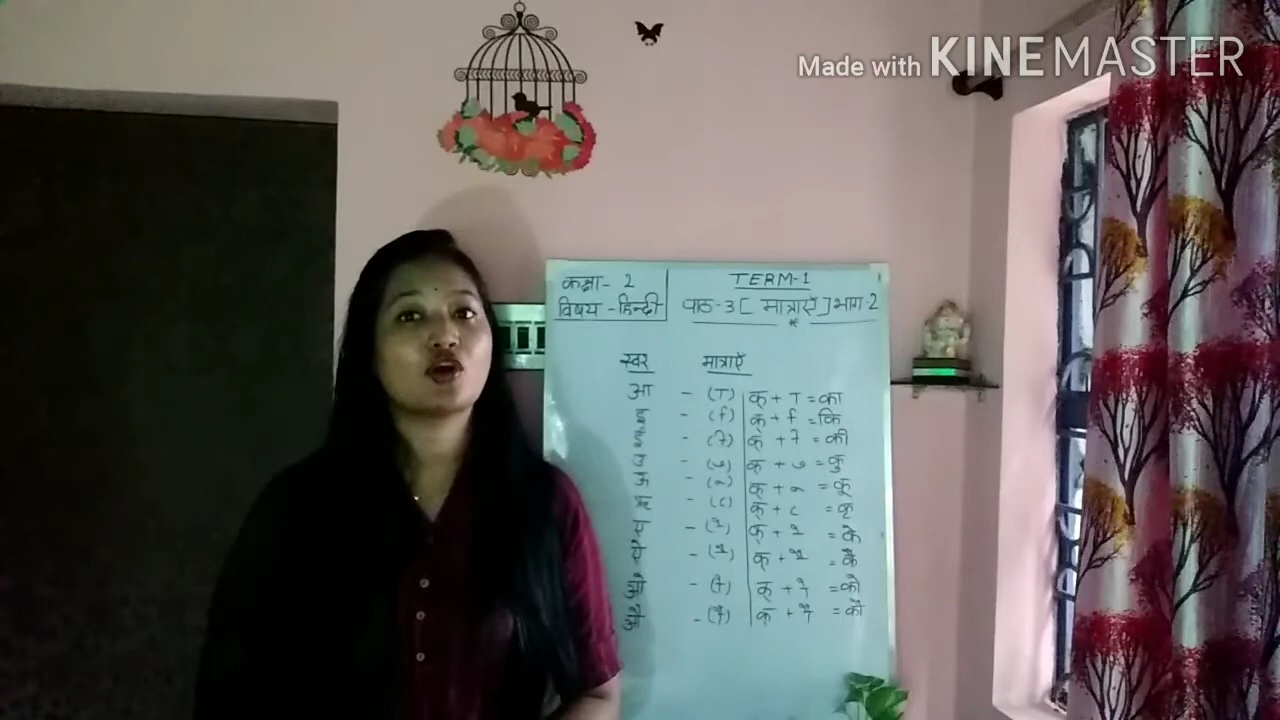 Made with KINEMASTER
कक्षा - 2
विषय - हिन्दी
TERM-1
पाठ-3 [ मात्राऐं ] भाग-2
स्वर मात्राऐं
आ - (ा) क् + ा = का
इ - (ि) क् + ि = कि
ई - (ी) क् + ी = की
उ - (ु) क् + ु = कु
ऊ - (ू) क् + ू = कू
ऋ - (ृ) क् + ृ = कृ
ए - (े) क् + े = के
ऐ - (ै) क् + ै = कै
ओ - (ो) क् + ो = को
औ - (ौ) क् + ौ = कौ